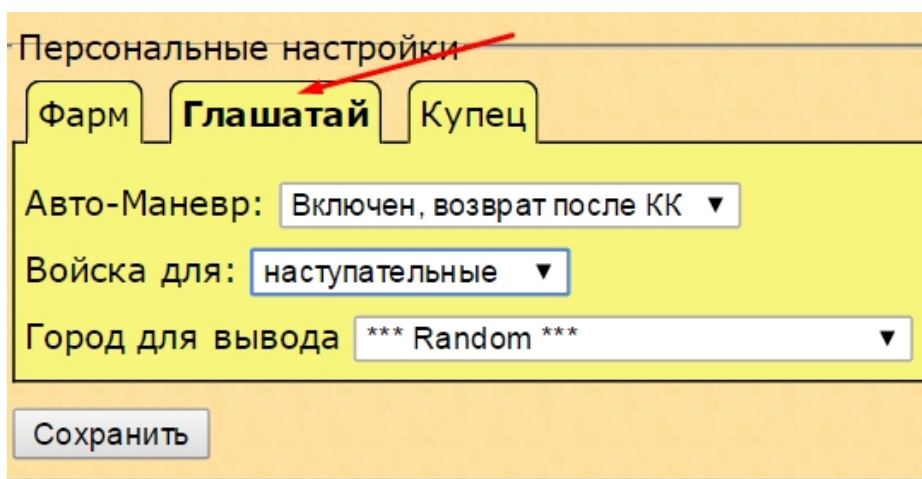 Персональные настройки
Фарм Глашатай Купец
Авто-Маневр: Включен, возврат после КК
Войска для: наступательные
Город для вывода *** Random ***
Сохранить